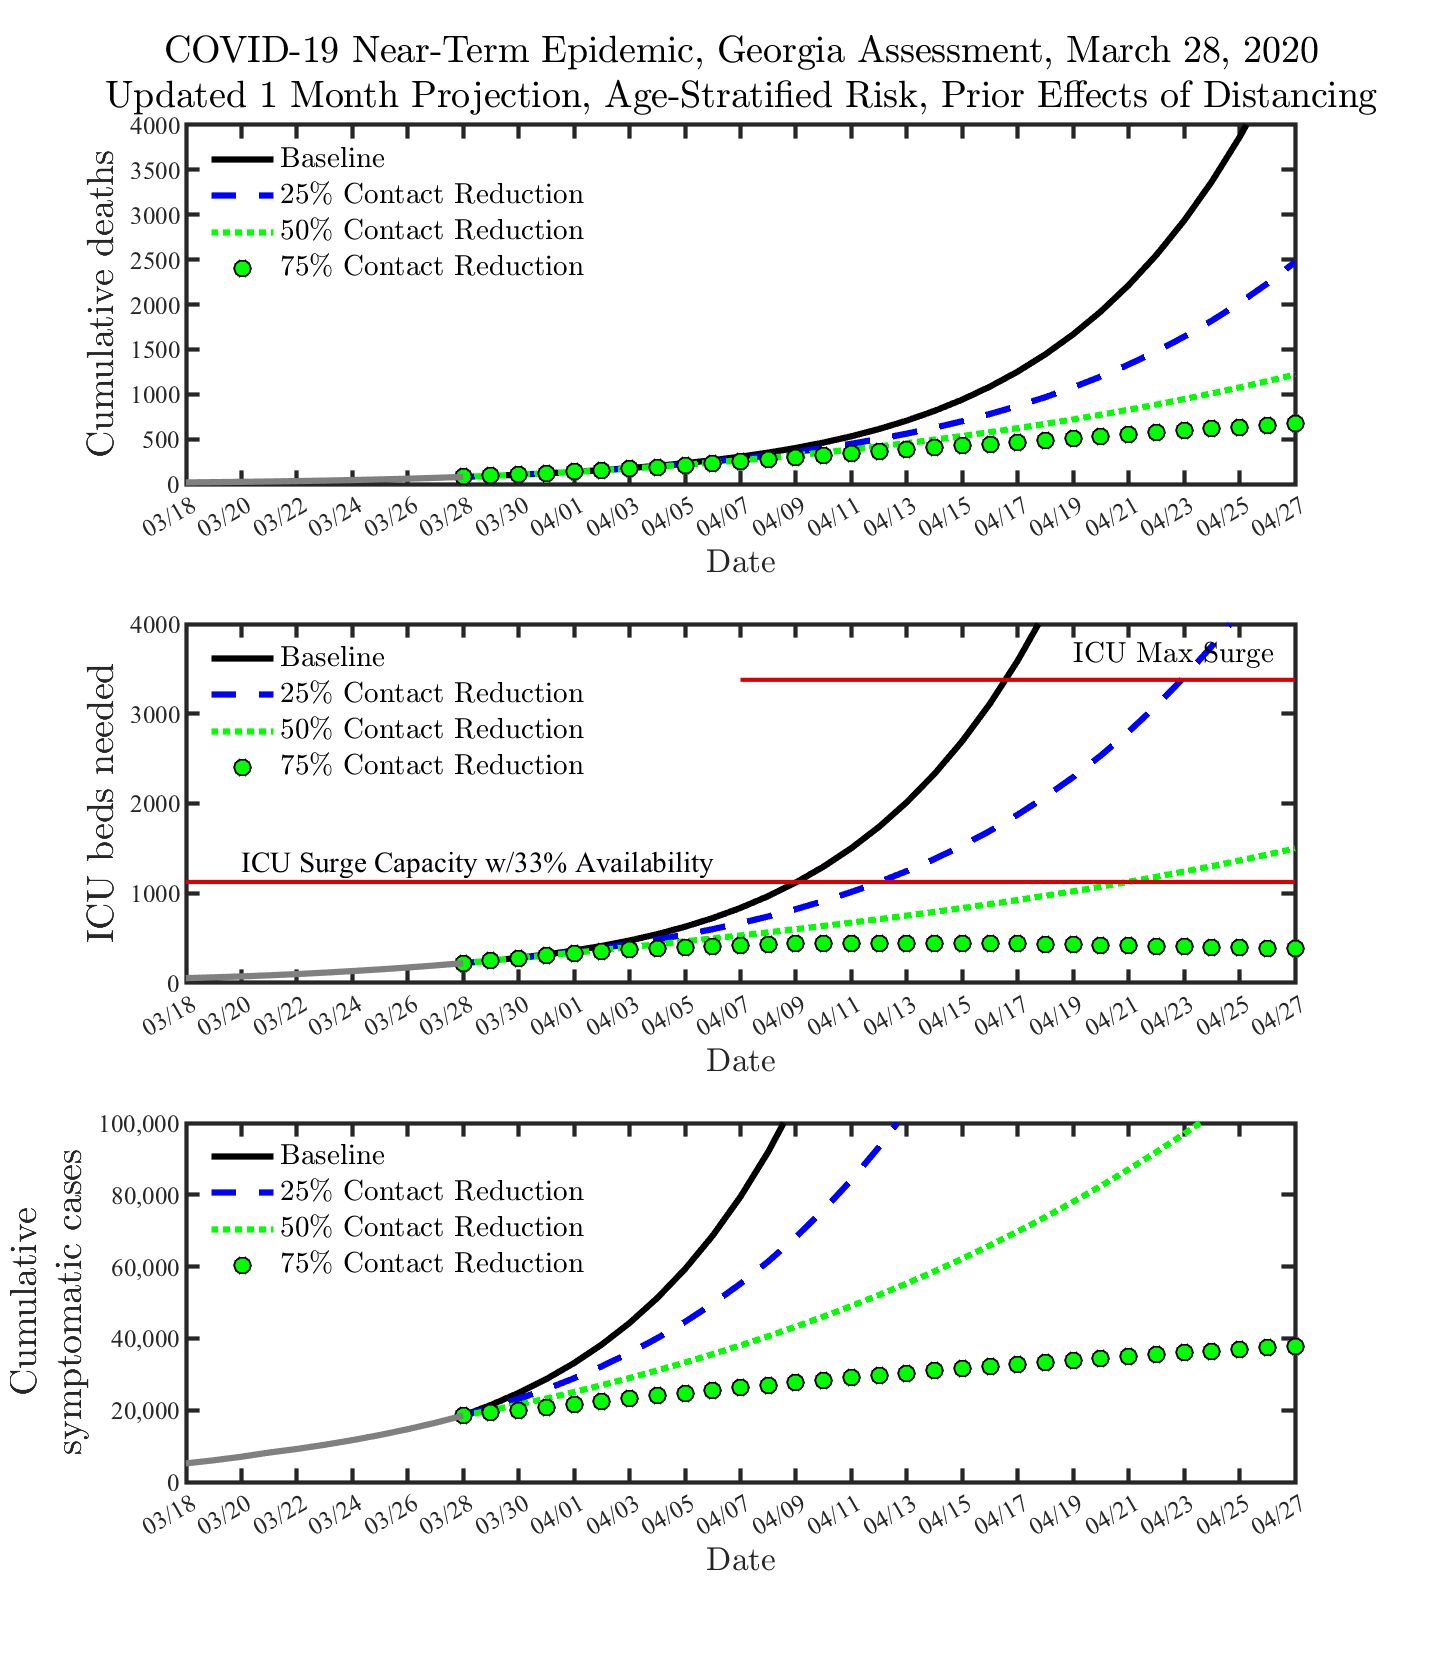 COVID-19 Near-Term Epidemic, Georgia Assessment, March 28, 2020
Updated 1 Month Projection, Age-Stratified Risk, Prior Effects of Distancing
Cumulative deaths
4000
3500
3000
2500
2000
1500
1000
500
0
Baseline
25% Contact Reduction
50% Contact Reduction
75% Contact Reduction
03/18 03/20 03/22 03/24 03/26 03/28 03/30 04/01 04/03 04/05 04/07 04/09 04/11 04/13 04/15 04/17 04/19 04/21 04/23 04/25 04/27
Date
ICU beds needed
4000
3000
2000
1000
0
Baseline
25% Contact Reduction
50% Contact Reduction
75% Contact Reduction
ICU Max Surge
ICU Surge Capacity w/33% Availability
03/18 03/20 03/22 03/24 03/26 03/28 03/30 04/01 04/03 04/05 04/07 04/09 04/11 04/13 04/15 04/17 04/19 04/21 04/23 04/25 04/27
Date
Cumulative
symptomatic cases
100,000
80,000
60,000
40,000
20,000
0
Baseline
25% Contact Reduction
50% Contact Reduction
75% Contact Reduction
03/18 03/20 03/22 03/24 03/26 03/28 03/30 04/01 04/03 04/05 04/07 04/09 04/11 04/13 04/15 04/17 04/19 04/21 04/23 04/25 04/27
Date